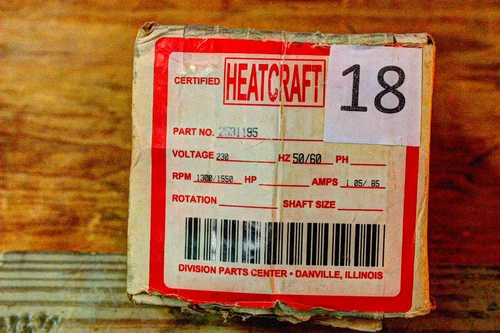 CERTIFIED HEATCRAFT
18
PART NO. 2531195
VOLTAGE 230 HZ 50/60 PH
RPM 1300/1550 HP AMPS 1.05/.85
ROTATION SHAFT SIZE
DIVISION PARTS CENTER • DANVILLE, ILLINOIS